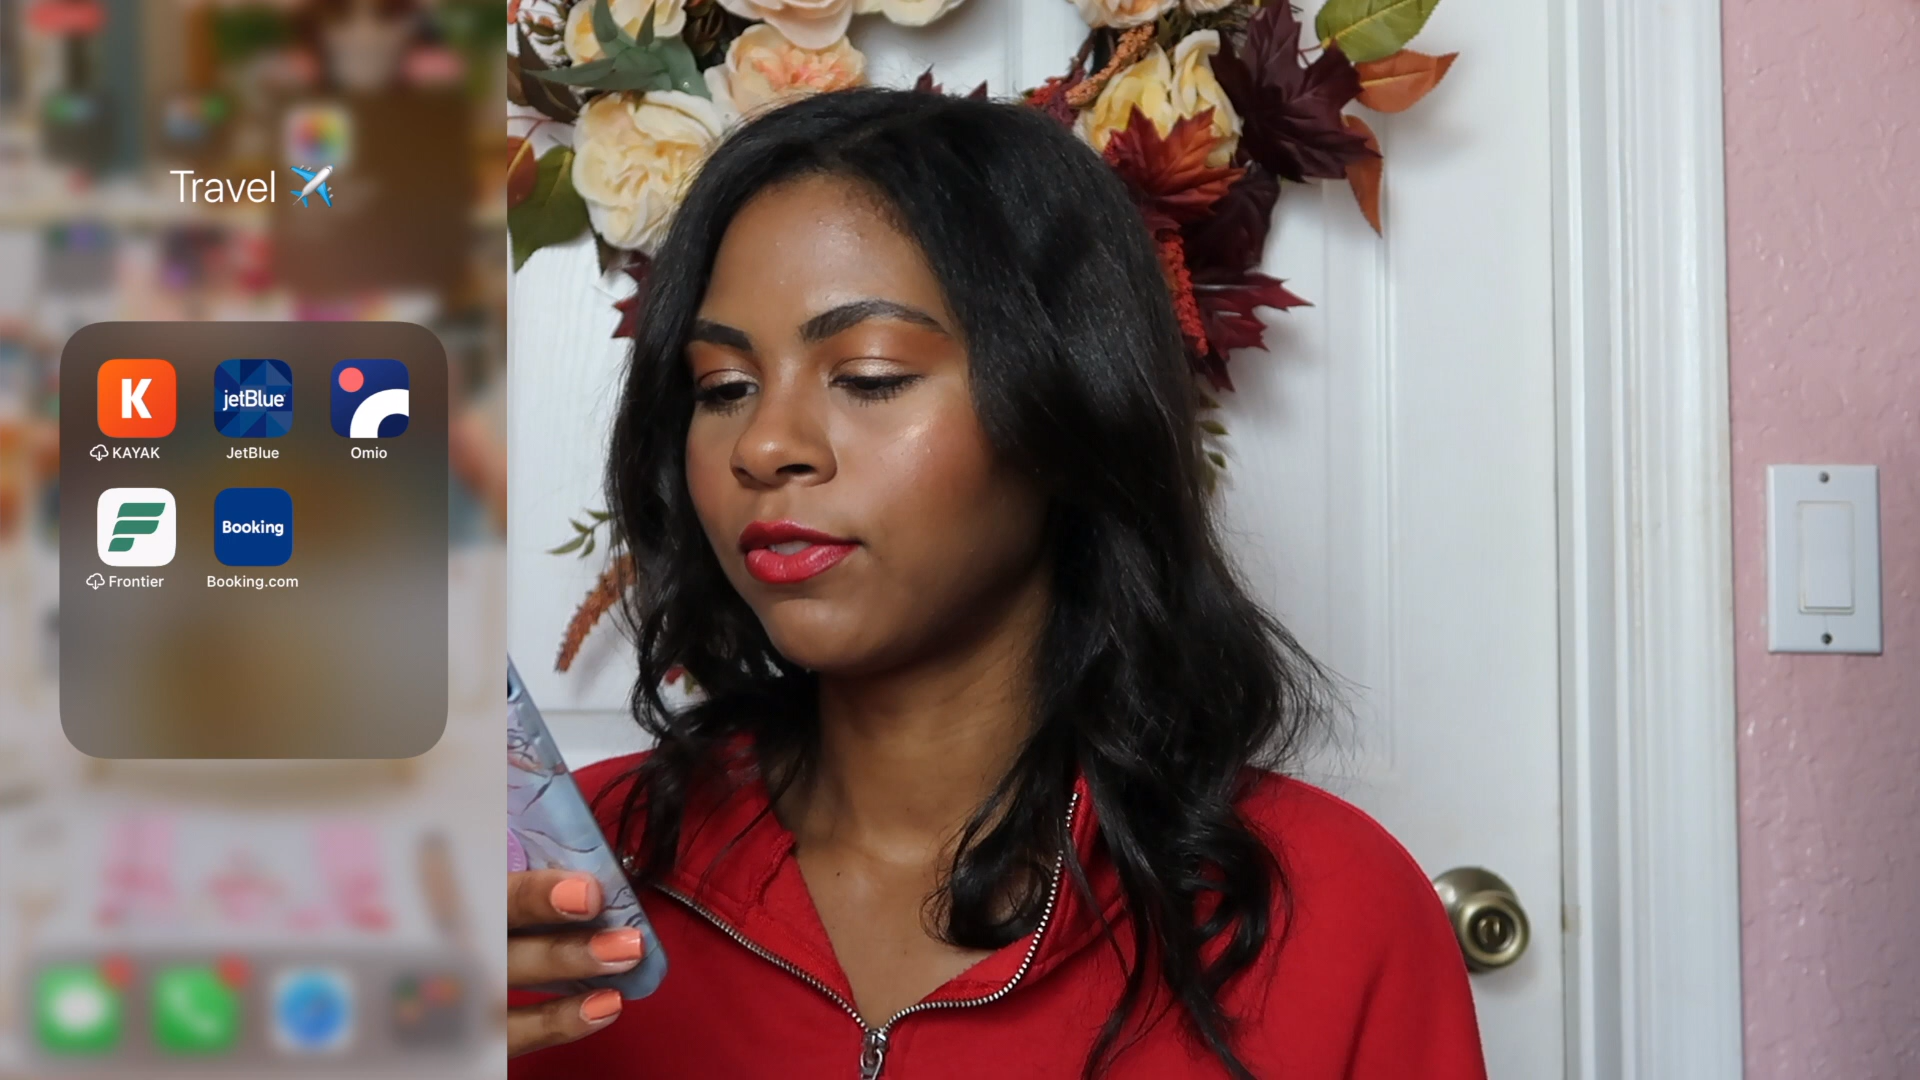 Travel ✈️
K
jetBlue
KAYAK
JetBlue
Omio
Booking
Frontier
Booking.com